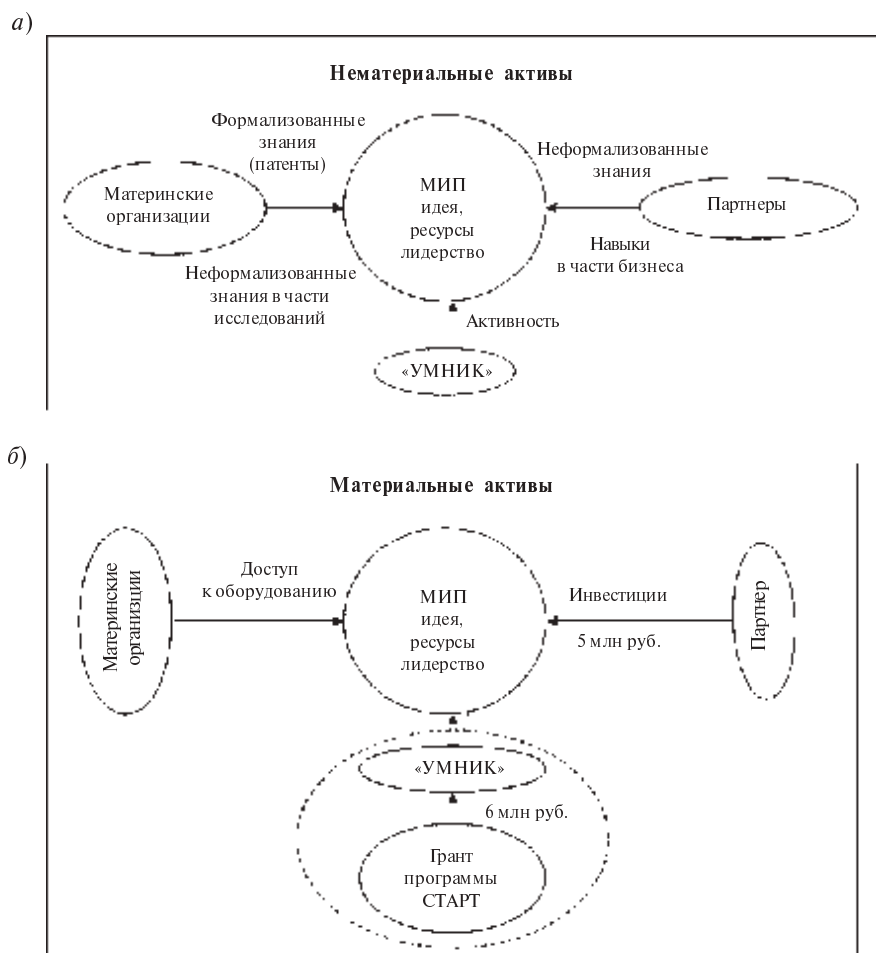 а)
Нематериальные активы
Формализованные
знания
(патенты)
Материнские
организации
Неформализованные
знания в части
исследований
МИП
идея,
ресурсы
лидерство
Неформализованные
знания
Партнеры
Навыки
в части бизнеса
Активность
«УМНИК»
б)
Материальные активы
Материнские
организции
Доступ
к оборудованию
МИП
идея,
ресурсы
лидерство
Инвестиции
5 млн руб.
Партнер
«УМНИК»
6 млн руб.
Грант
программы
СТАРТ